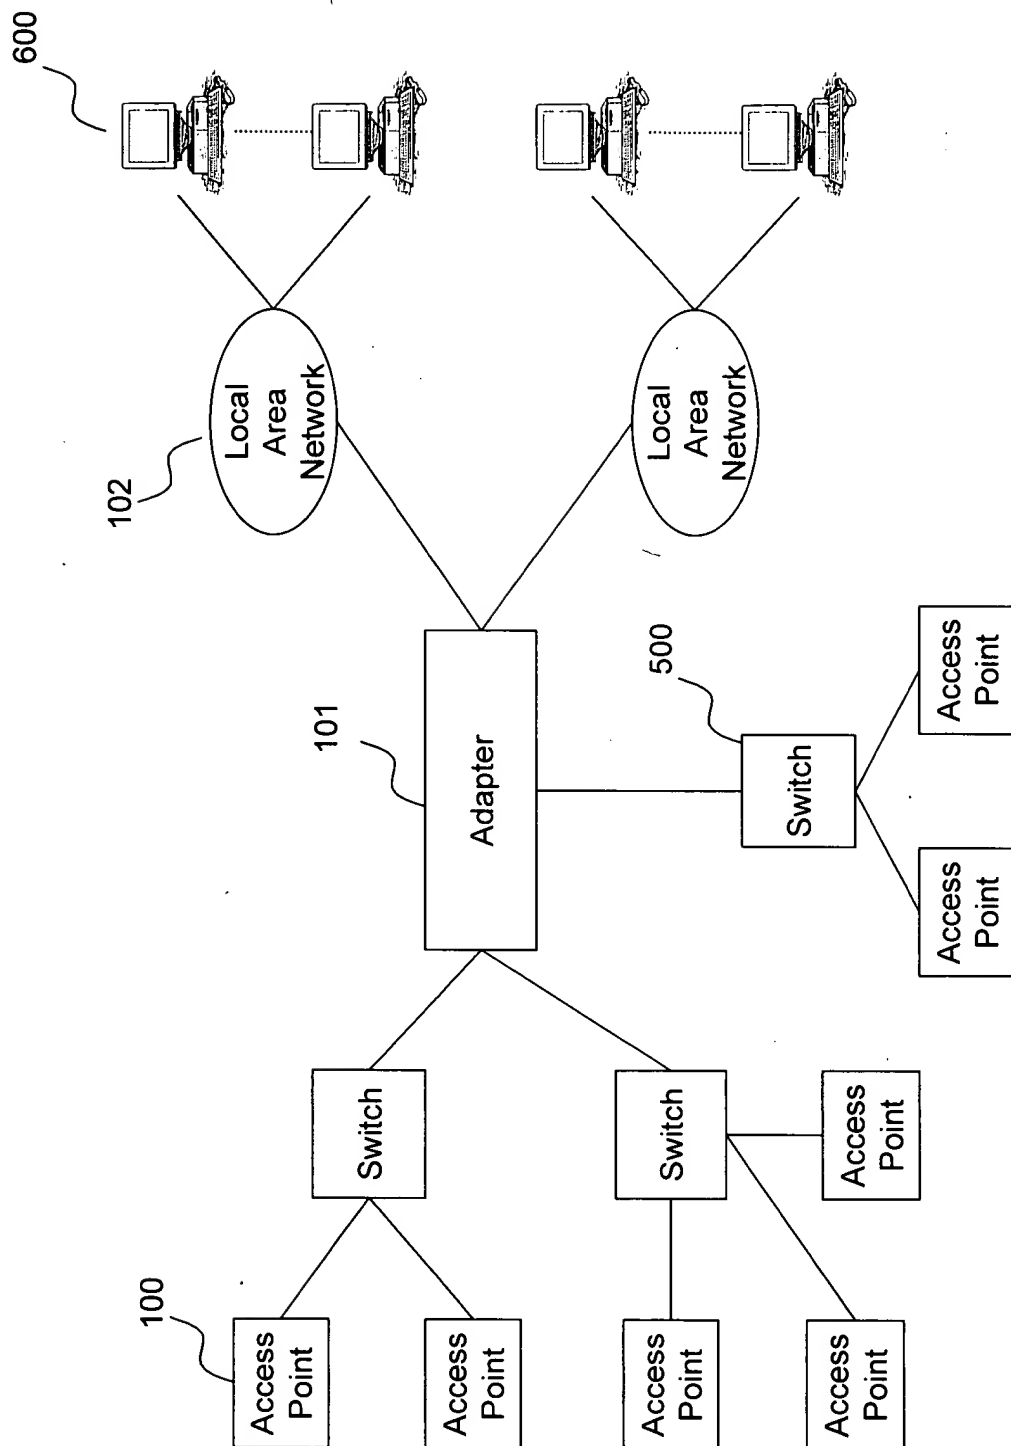 600
102
100
Local
Area
Network
Access
Point
101
Switch
Access
Point
Adapter
500
Access
Point
Switch
Local
Area
Network
Switch
Access
Point
Access
Point
Access
Point
Access
Point